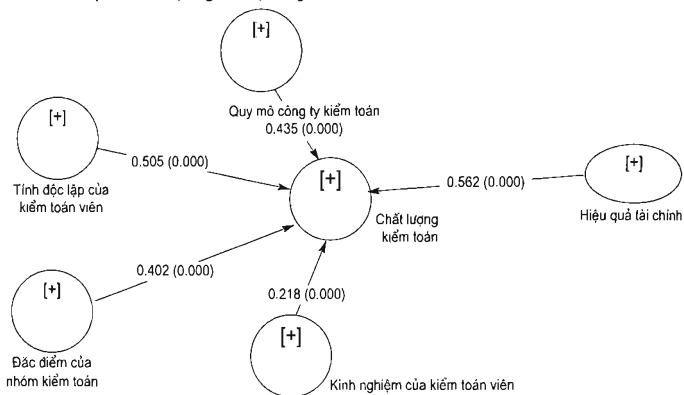 [+]
Quy mô công ty kiểm toán
0.435 (0.000)
[+]
Tính độc lập của
kiểm toán viên
0.505 (0.000)
[+]
Chất lượng
kiểm toán
0.562 (0.000)
[+]
Hiệu quả tài chính
0.402 (0.000)
[+]
Đặc điểm của
nhóm kiểm toán
0.218 (0.000)
[+]
Kinh nghiệm của kiểm toán viên